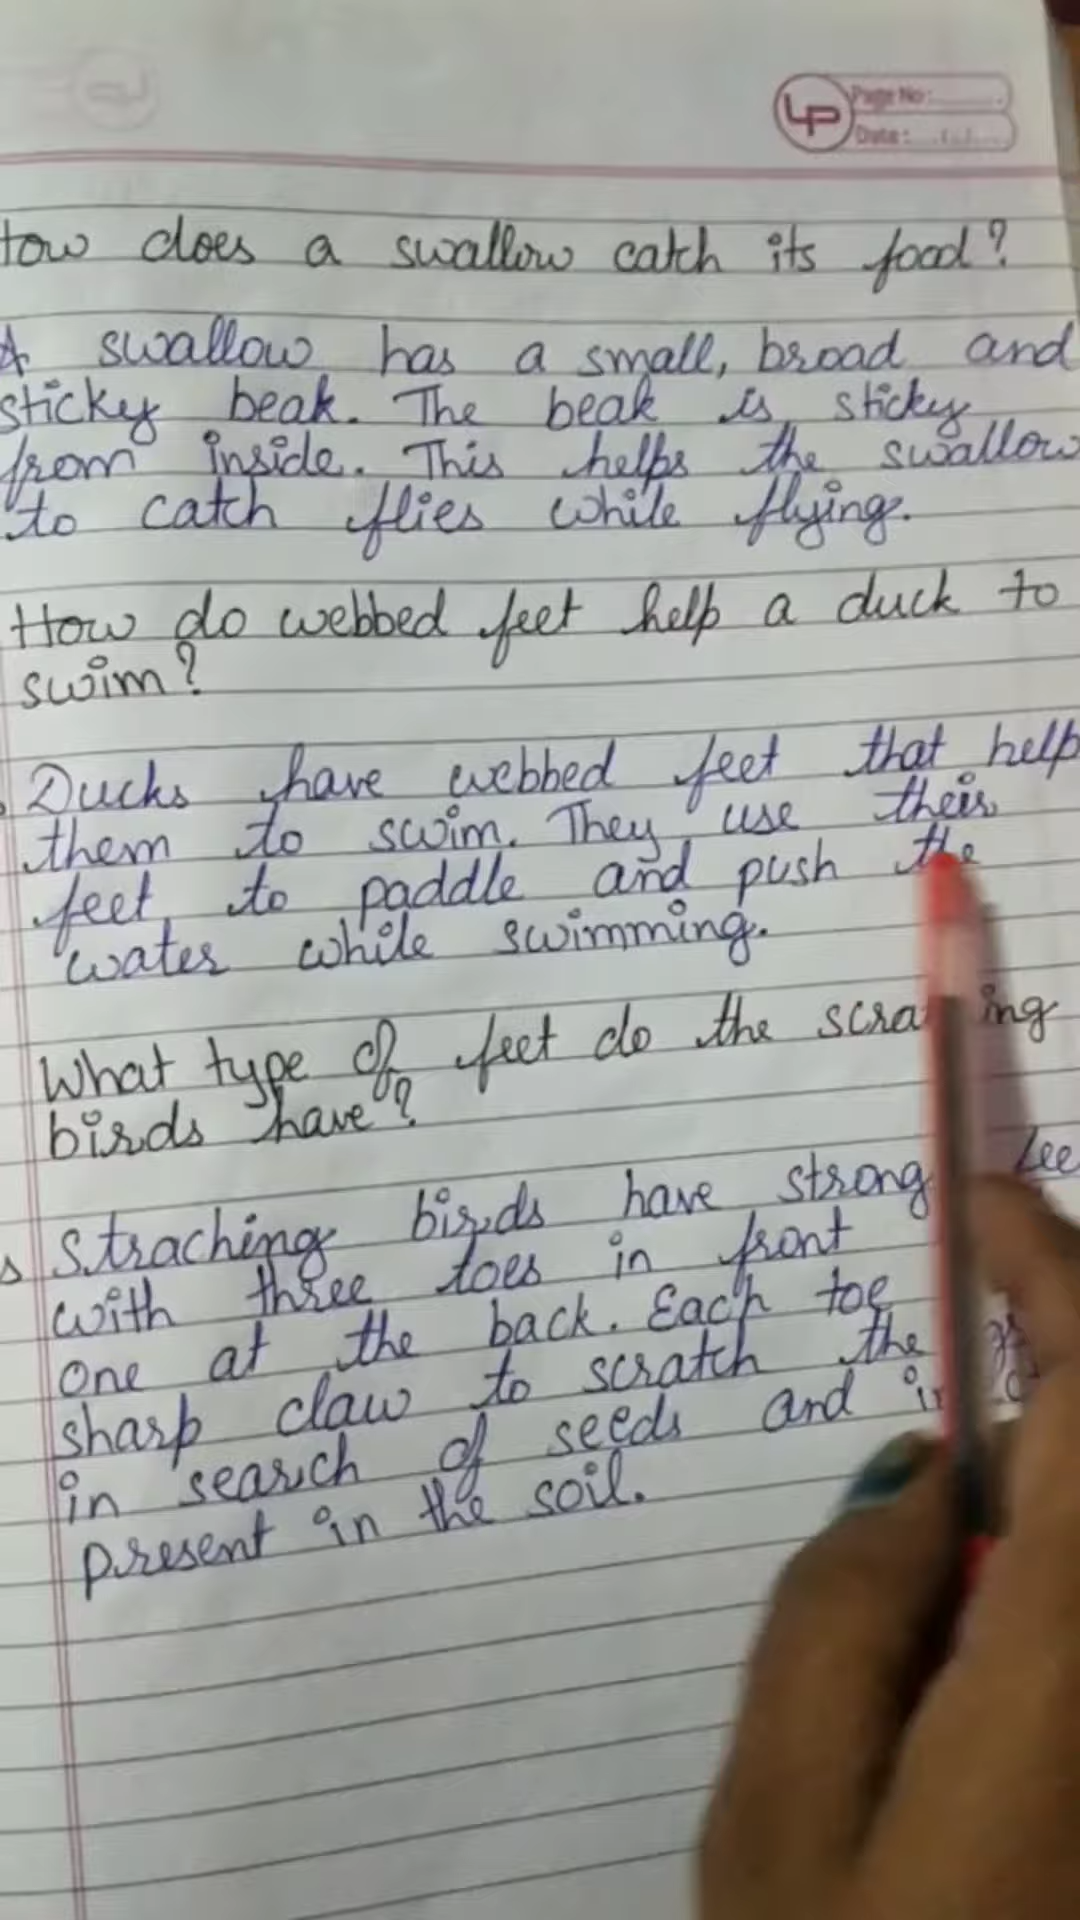 LP Page No:
Date:
How does a swallow catch its food?
A swallow has a small, broad and
sticky beak. The beak is sticky
from inside. This helps the swallow
to catch flies while flying.
How do webbed feet help a duck to
swim?
Ducks have webbed feet that help
them to swim. They use their
feet to paddle and push the
water while swimming.
What type of feet do the
birds have?
Straching birds have strong
with three toes in front
one at the back. Each toe
sharp claw to scratch the
in search of seeds and
present in the soil.